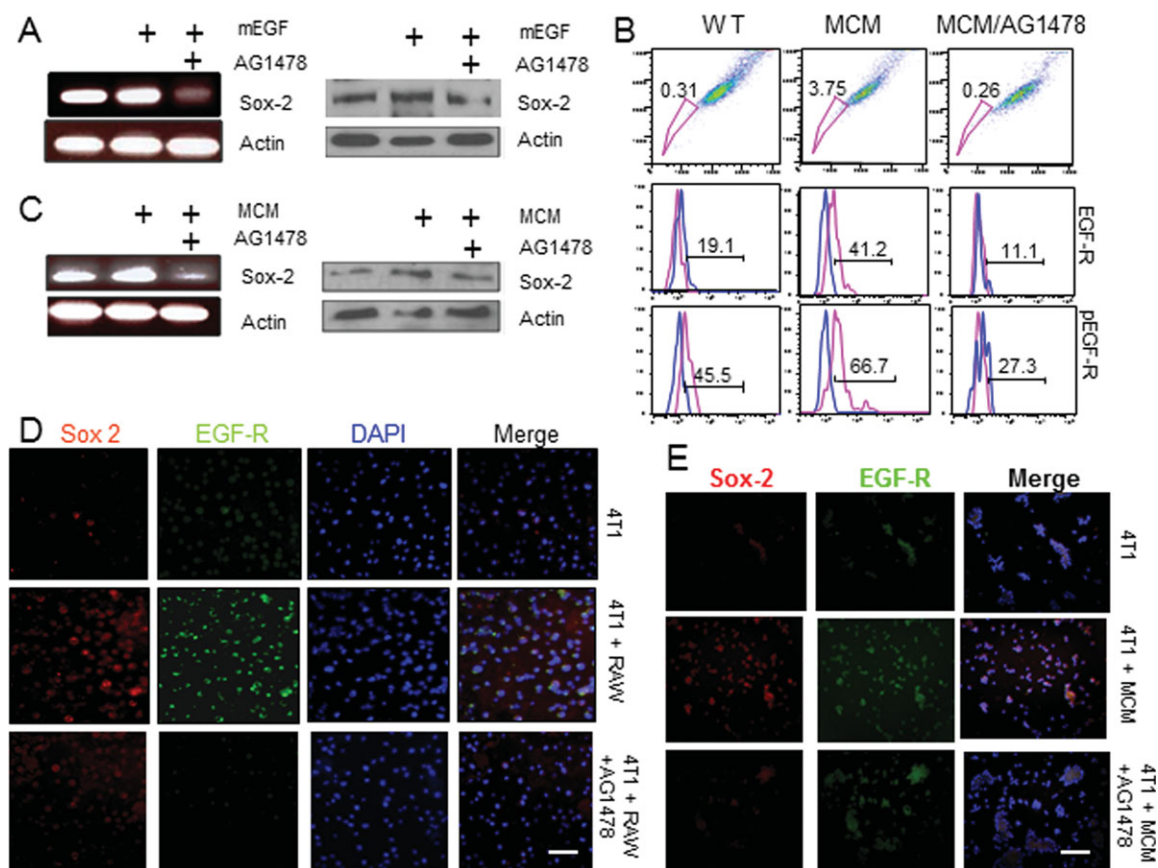 A
+ + mEGF
+ AG1478
Sox-2
Actin
+ + mEGF
+ AG1478
Sox-2
Actin
B
WT MCM MCM/AG1478
0.31 3.75 0.26
19.1 41.2 11.1
EGF-R
45.5 66.7 27.3
pEGF-R
C
+ + MCM
+ AG1478
Sox-2
Actin
+ + MCM
+ AG1478
Sox-2
Actin
D
Sox 2 EGF-R DAPI Merge
4T1
4T1 + RAW
4T1 + RAW
+AG1478
E
Sox-2 EGF-R Merge
4T1
4T1 + MCM
4T1 + MCM
+AG1478